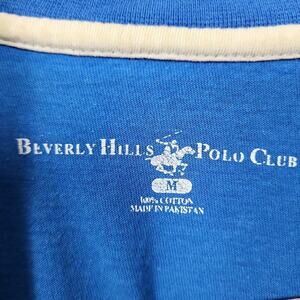 BEVERLY HILLS POLO CLUB
M
100% COTTON
MADE IN PAKISTAN